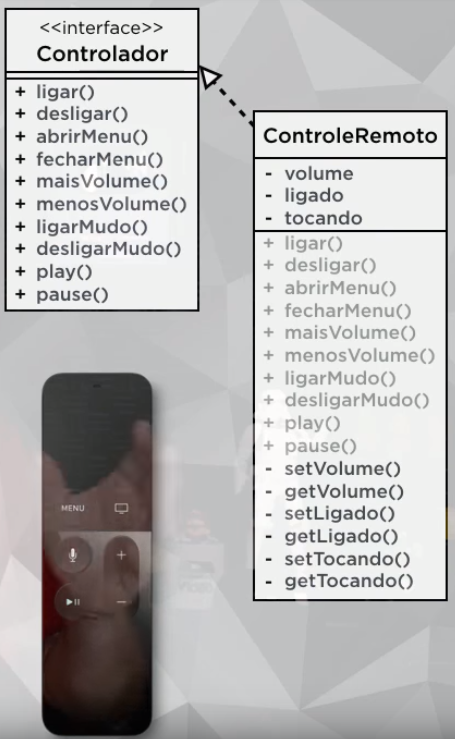 <<interface>>
Controlador
+ ligar()
+ desligar()
+ abrirMenu()
+ fecharMenu()
+ maisVolume()
+ menosVolume()
+ ligarMudo()
+ desligarMudo()
+ play()
+ pause()
ControleRemoto
- volume
- ligado
- tocando
+ ligar()
+ desligar()
+ abrirMenu()
+ fecharMenu()
+ maisVolume()
+ menosVolume()
+ ligarMudo()
+ desligarMudo()
+ play()
+ pause()
- setVolume()
- getVolume()
- setLigado()
- getLigado()
- setTocando()
- getTocando()
MENU